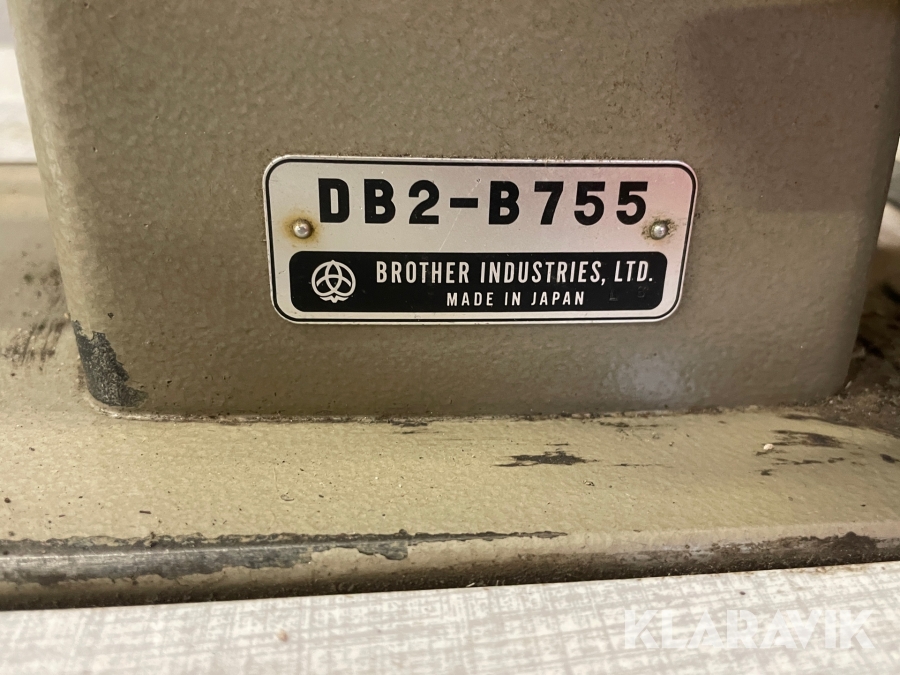 DB2-B755
BROTHER INDUSTRIES, LTD.
MADE IN JAPAN
KLARAVIK